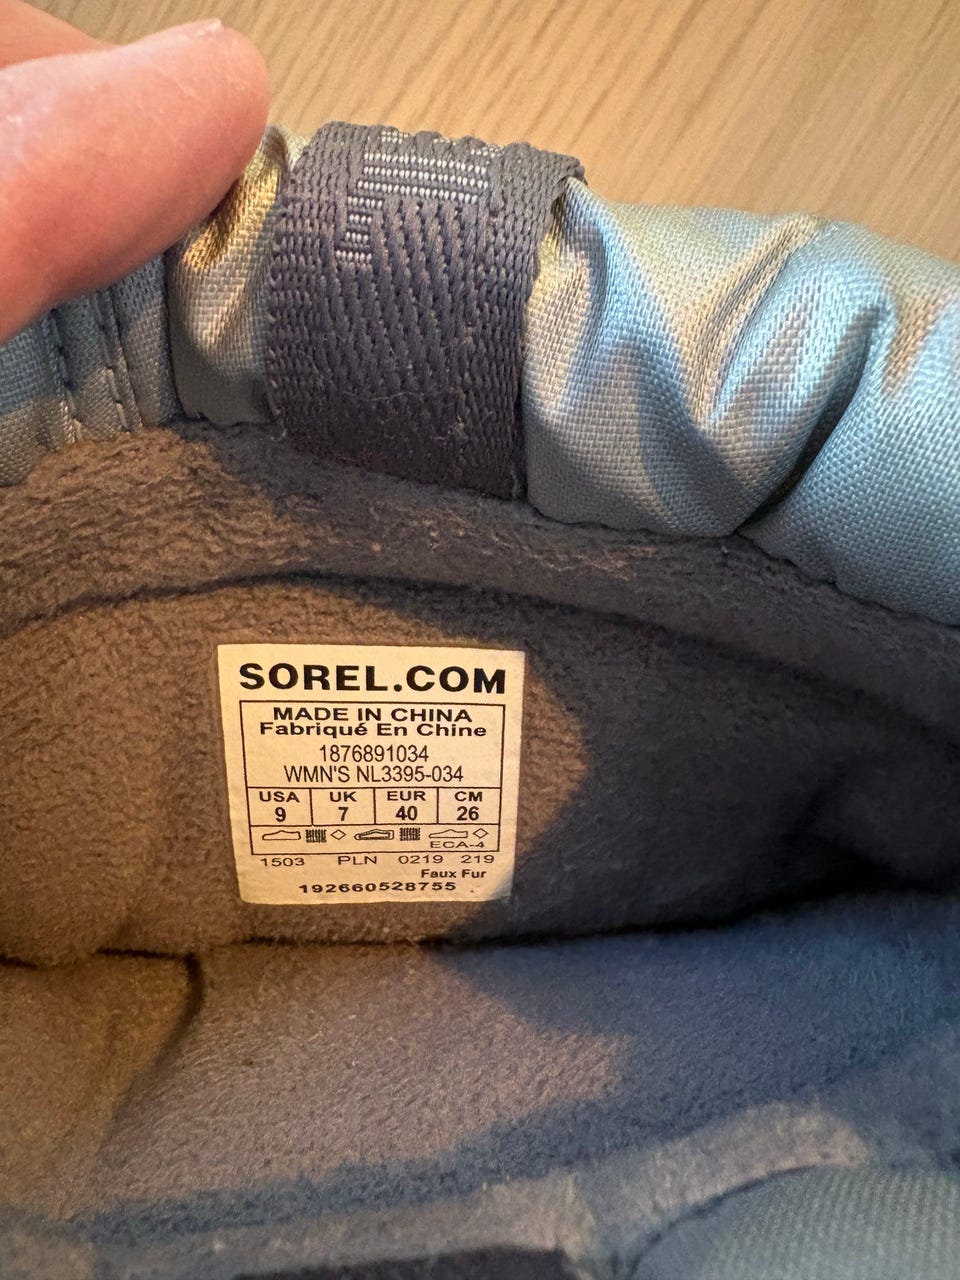 SOREL.COM
MADE IN CHINA
Fabriqué En Chine
1876891034
WMN'S NL3395-034
USA UK EUR CM
9 7 40 26
ECA-4
1503 PLN 0219 219
Faux Fur
192660528755